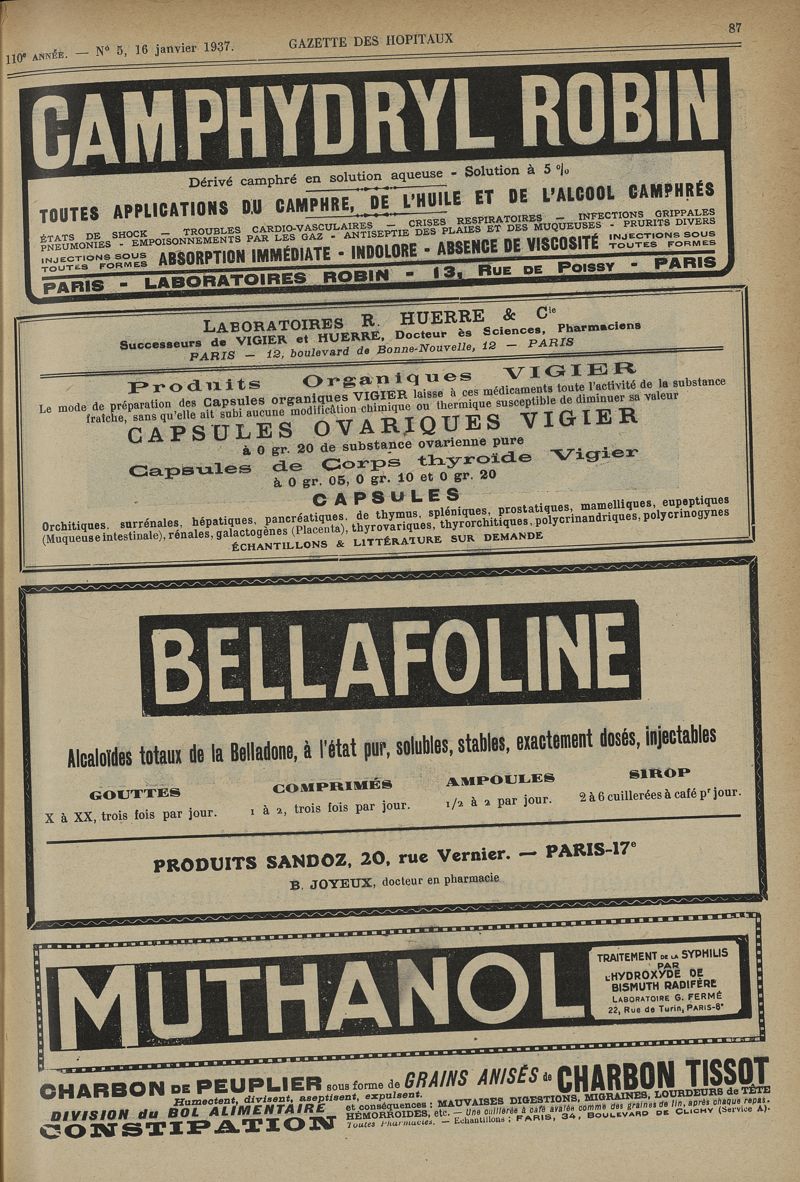 110e ANNÉE. — No 5, 16 janvier 1937. GAZETTE DES HOPITAUX 87
CAMPHYDRYL ROBIN
Dérivé camphré en solution aqueuse - Solution à 5 %
TOUTES APPLICATIONS DU CAMPHRE, DE L'HUILE ET DE L'ALCOOL CAMPHRÉS
ÉTATS DE SHOCK — TROUBLES CARDIO-VASCULAIRES — CRISES RESPIRATOIRES — INFECTIONS GRIPPALES
PNEUMONIES - EMPOISONNEMENTS PAR LES GAZ - ANTISEPTIE DES PLAIES ET DES MUQUEUSES - PRURITS DIVERS
INJECTIONS SOUS TOUTES FORMES ABSORPTION IMMÉDIATE - INDOLORE - ABSENCE DE VISCOSITÉ INJECTIONS SOUS TOUTES FORMES
PARIS - LABORATOIRES ROBIN - 13, RUE DE POISSY - PARIS
LABORATOIRES R. HUERRE & Cie
Successeurs de VIGIER et HUERRE, Docteur ès Sciences, Pharmaciens
PARIS — 12, boulevard de Bonne-Nouvelle, 12 — PARIS
Produits Organiques VIGIER
Le mode de préparation des Capsules organiques VIGIER laisse à ces médicaments toute l'activité de la substance
fraîche, sans qu'elle ait subi aucune modification chimique ou thermique susceptible de diminuer sa valeur
CAPSULES OVARIQUES VIGIER
à 0 gr. 20 de substance ovarienne pure
Capsules de Corps thyroïde Vigier
à 0 gr. 05, 0 gr. 10 et 0 gr. 20
CAPSULES
Orchitiques, surrénales, hépatiques, pancréatiques, de thymus, spléniques, prostatiques, mamelliques, eupeptiques
(Muqueuse intestinale), rénales, galactogènes (Placenta), thyrovariques, thyrorchitiques, polycrinandriques, polycrinogynes
ÉCHANTILLONS & LITTÉRATURE SUR DEMANDE
BELLAFOLINE
Alcaloïdes totaux de la Belladone, à l'état pur, solubles, stables, exactement dosés, injectables
GOUTTES COMPRIMÉS AMPOULES SIROP
X à XX, trois fois par jour. 1 à 2, trois fois par jour. 1/2 à 2 par jour. 2 à 6 cuillerées à café pr jour.
PRODUITS SANDOZ, 20, rue Vernier. — PARIS-17e
B. JOYEUX, docteur en pharmacie
MUTHANOL
TRAITEMENT DE LA SYPHILIS
PAR
L'HYDROXYDE DE
BISMUTH RADIFÈRE
LABORATOIRE G. FERMÉ
22, Rue de Turin, PARIS-8e
CHARBON DE PEUPLIER sous forme de GRAINS ANISÉS de CHARBON TISSOT
Humectent, divisent, aseptisent, expulsent.
DIVISION du BOL ALIMENTAIRE et conséquences : MAUVAISES DIGESTIONS, MIGRAINES, LOURDEURS de TÊTE
HÉMORROÏDES, etc. — Une cuillerée à café avalée comme des graines de lin, après chaque repas.
CONSTIPATION Toutes Pharmacies. — Echantillons : PARIS, 34, BOULEVARD DE CLICHY (Service A).